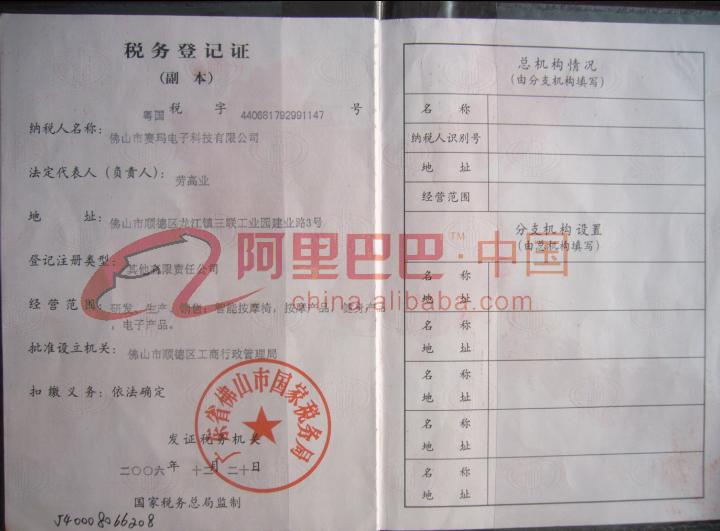 税务登记证
(副 本)
粤国 税 字 440681792991147 号
纳税人名称: 佛山市赛玛电子科技有限公司
法定代表人(负责人): 劳高业
地 址: 佛山市顺德区龙江镇三联工业园建业路3号
登记注册类型: 其他有限责任公司
经营范围: 研发、生产、销售:智能按摩椅,按摩产品,健身产品
,电子产品。
批准设立机关: 佛山市顺德区工商行政管理局
扣缴义务: 依法确定
广东省佛山市国家税务局
发证税务机关
二〇〇六年 十二月 二十日
国家税务总局监制
J40008066208
总机构情况
(由分支机构填写)
名 称
纳税人识别号
地 址
经营范围
分支机构设置
(由总机构填写)
名 称
地 址
名 称
地 址
名 称
地 址
名 称
地 址
名 称
地 址
阿里巴巴™·中国
china.alibaba.com